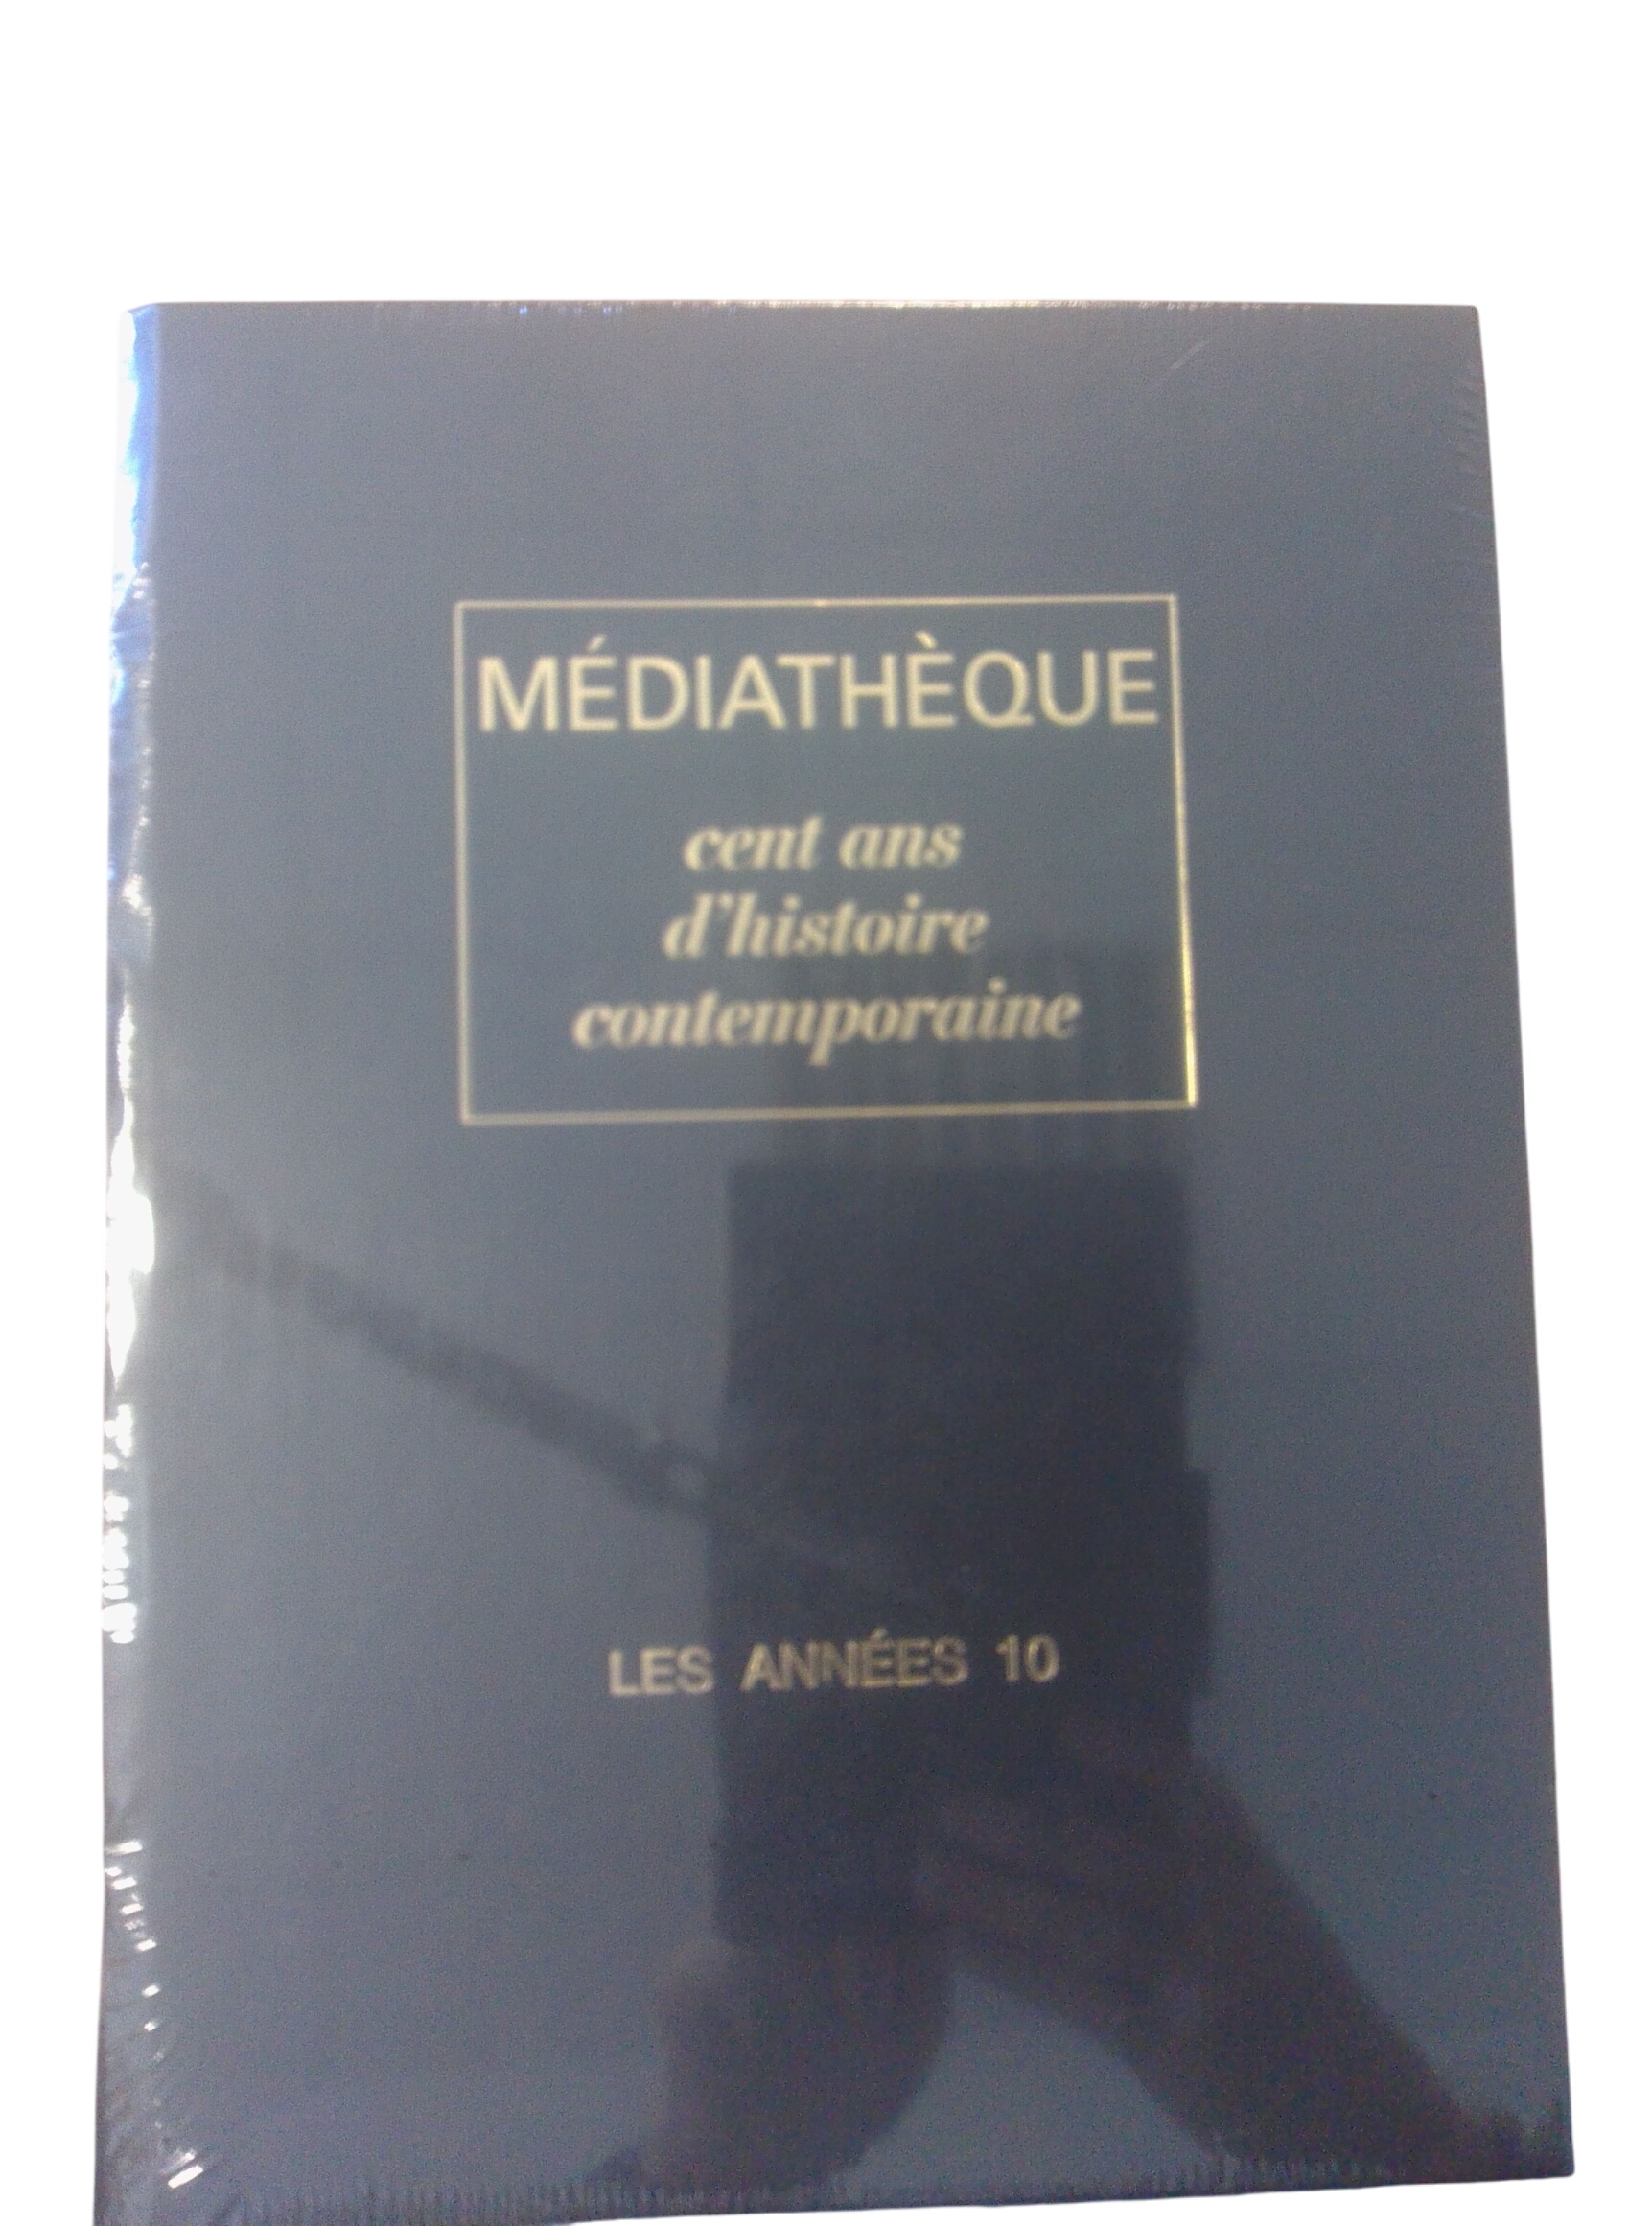 MÉDIATHÈQUE
cent ans
d'histoire
contemporaine
LES ANNÉES 10